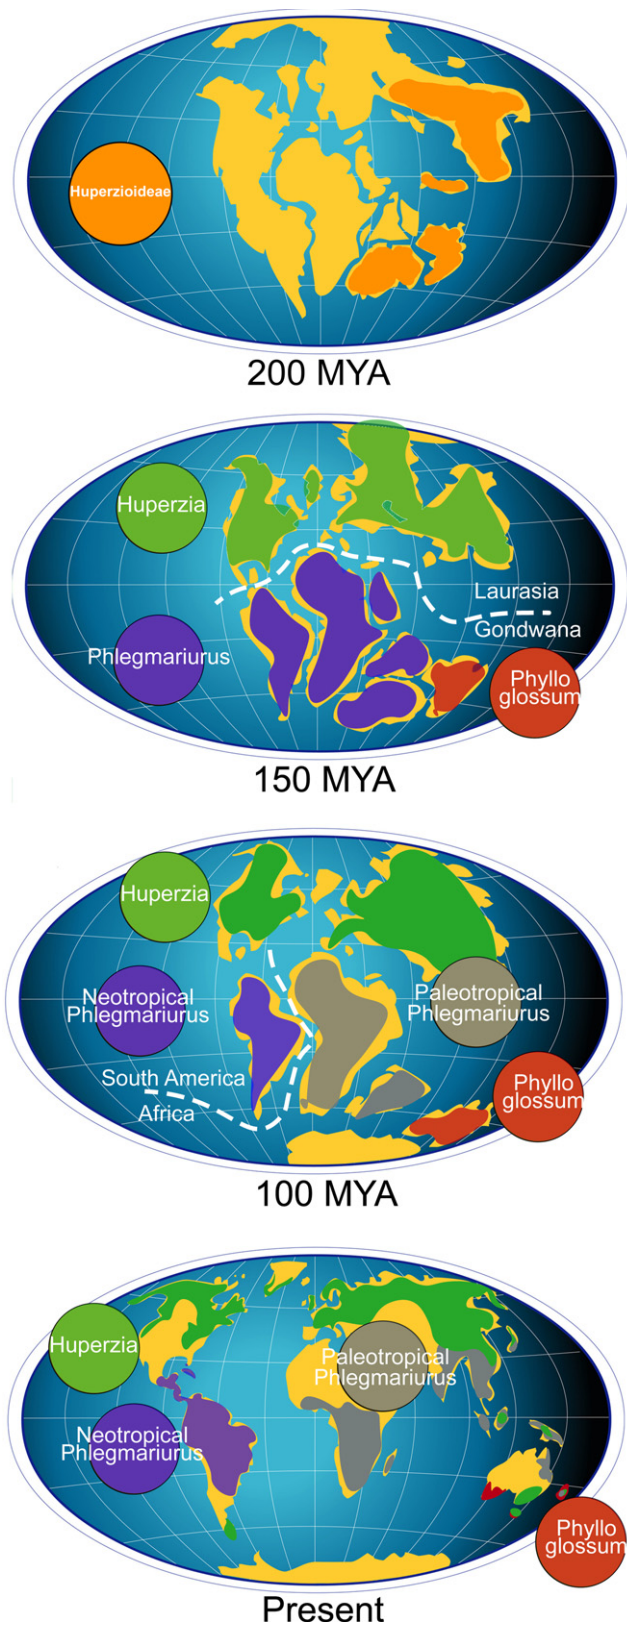 Huperzioideae
200 MYA
Huperzia
Laurasia
Gondwana
Phlegmariurus
Phyllo
glossum
150 MYA
Huperzia
Neotropical
Phlegmariurus
Paleotropical
Phlegmariurus
South America
Africa
Phyllo
glossum
100 MYA
Huperzia
Paleotropical
Phlegmariurus
Neotropical
Phlegmariurus
Phyllo
glossum
Present